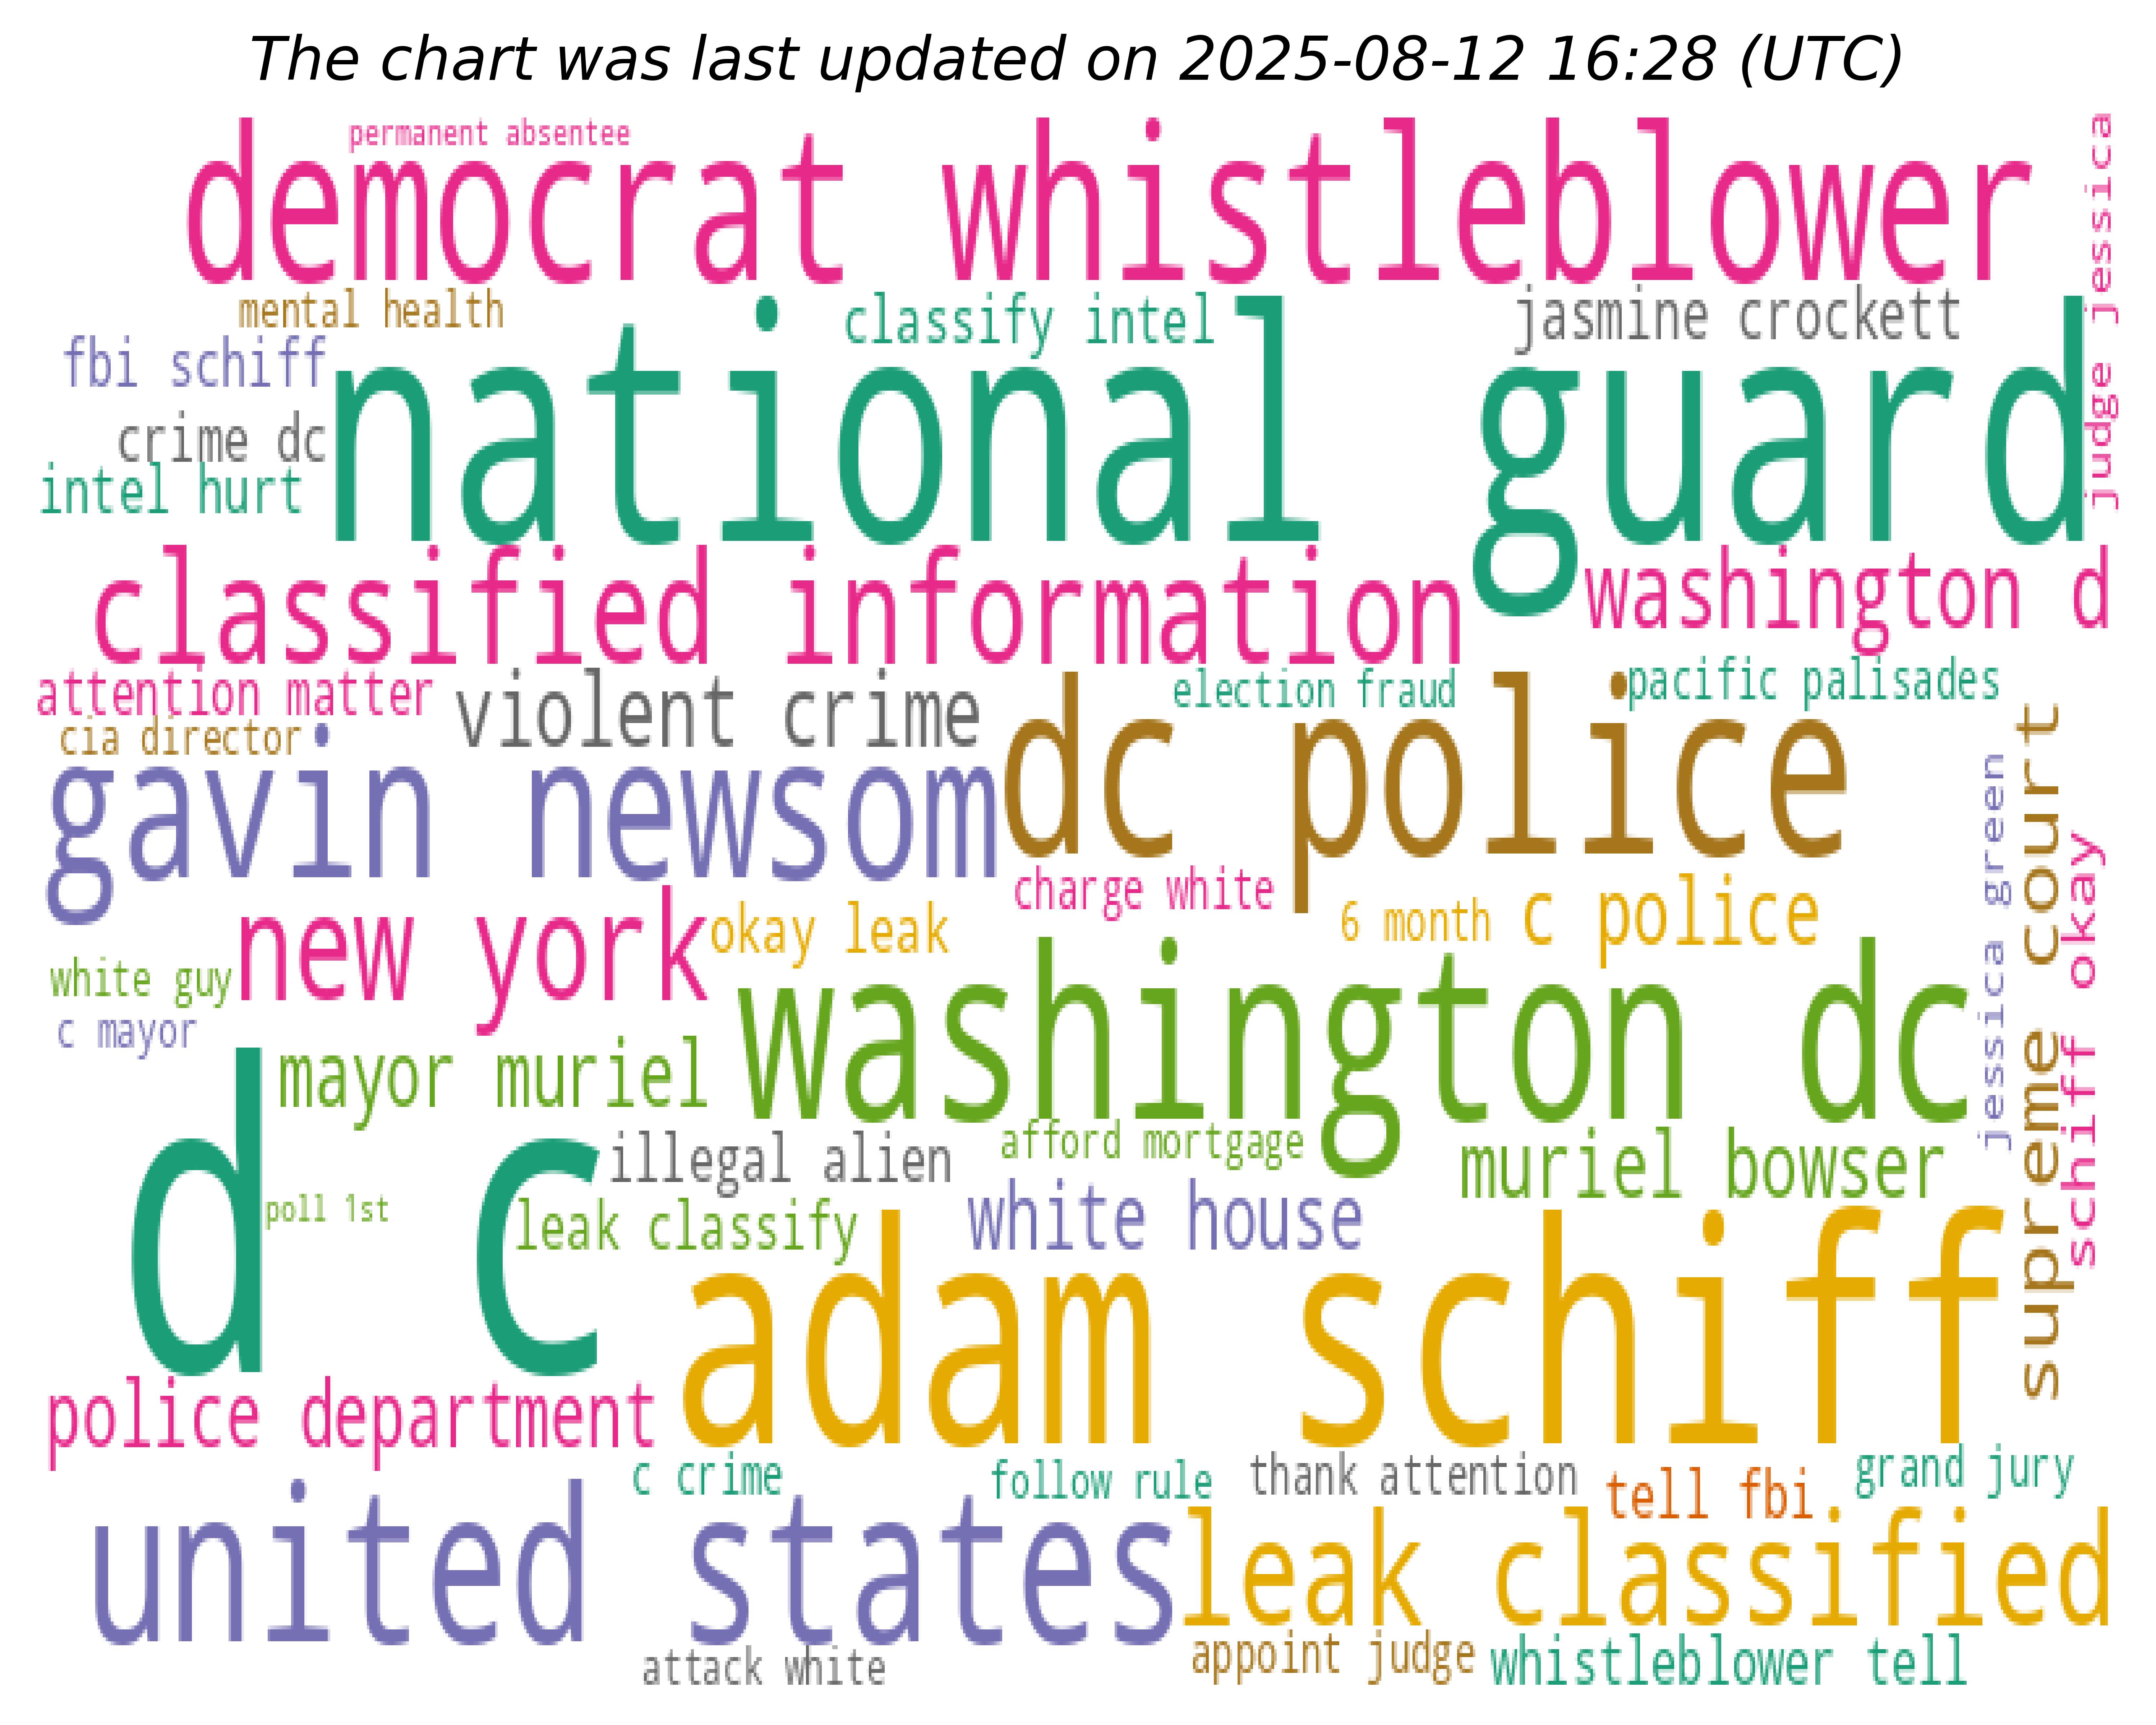 The chart was last updated on 2025-08-12 16:28 (UTC)
permanent absentee
democrat whistleblower
judge jessica
mental health
classify intel
jasmine crockett
fbi schiff
national guard
crime dc
intel hurt
classified information
washington d
attention matter
violent crime
election fraud
pacific palisades
cia director
gavin newsom
dc police
charge white
6 month
c police
jessica green
supreme court
schiff okay
new york
okay leak
white guy
washington dc
c mayor
mayor muriel
d c
illegal alien
afford mortgage
muriel bowser
poll 1st
leak classify
white house
adam schiff
police department
c crime
follow rule
thank attention
tell fbi
grand jury
united states
leak classified
attack white
appoint judge
whistleblower tell